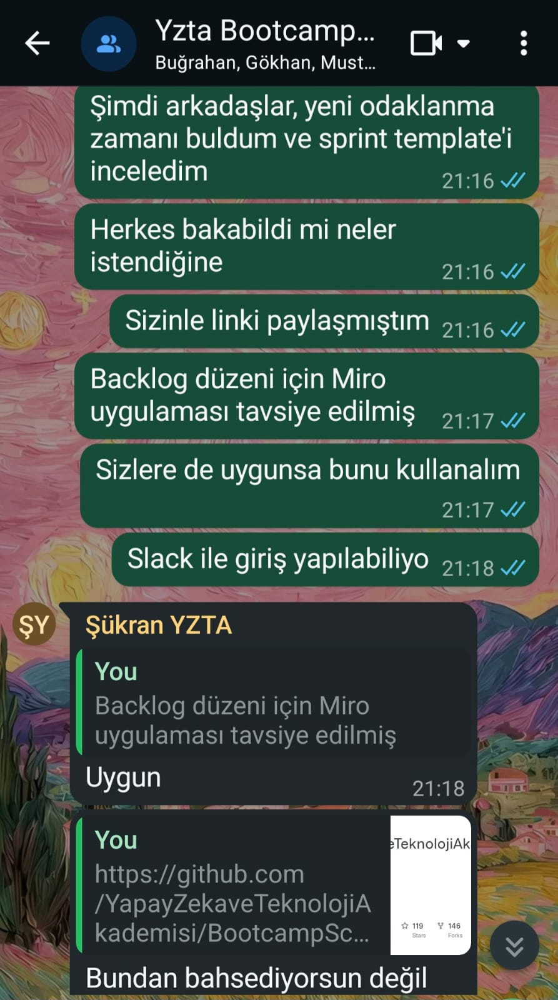 Yzta Bootcamp...
Buğrahan, Gökhan, Must...
Şimdi arkadaşlar, yeni odaklanma
zamanı buldum ve sprint template'i
inceledim
21:16
Herkes bakabildi mi neler
istendiğine
21:16
Sizinle linki paylaşmıştım
21:16
Backlog düzeni için Miro
uygulaması tavsiye edilmiş
21:17
Sizlere de uygunsa bunu kullanalım
21:17
Slack ile giriş yapılabiliyo
21:18
ŞY
Şükran YZTA
You
Backlog düzeni için Miro
uygulaması tavsiye edilmiş
Uygun
21:18
You
https://github.com
/YapayZekaveTeknolojiA
kademisi/BootcampSc...
eTeknolojiAk
119
Stars
146
Forks
Bundan bahsediyorsun değil